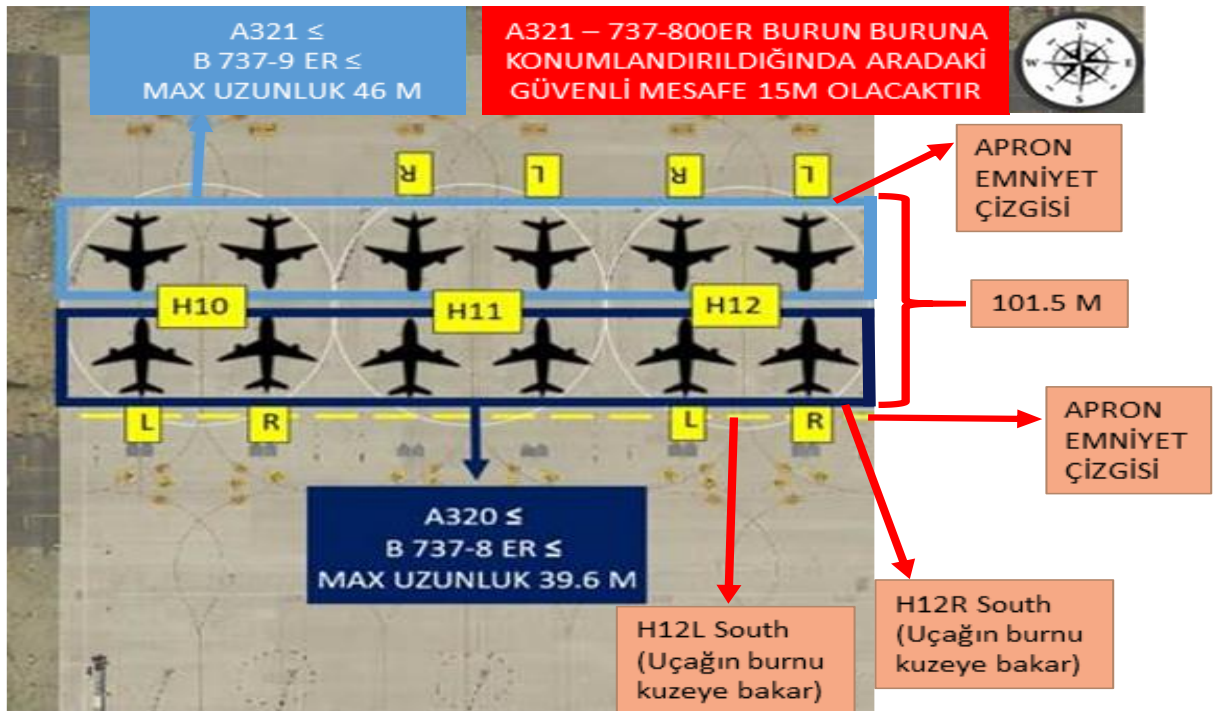 A321 ≤
B 737-9 ER ≤
MAX UZUNLUK 46 M
A321 – 737-800ER BURUN BURUNA
KONUMLANDIRILDIĞINDA ARADAKİ
GÜVENLİ MESAFE 15M OLACAKTIR
N
W
E
S
APRON
EMNİYET
ÇİZGİSİ
R
L
R
L
H10
H11
H12
101.5 M
L
R
L
R
APRON
EMNİYET
ÇİZGİSİ
A320 ≤
B 737-8 ER ≤
MAX UZUNLUK 39.6 M
H12L South
(Uçağın burnu
kuzeye bakar)
H12R South
(Uçağın burnu
kuzeye bakar)